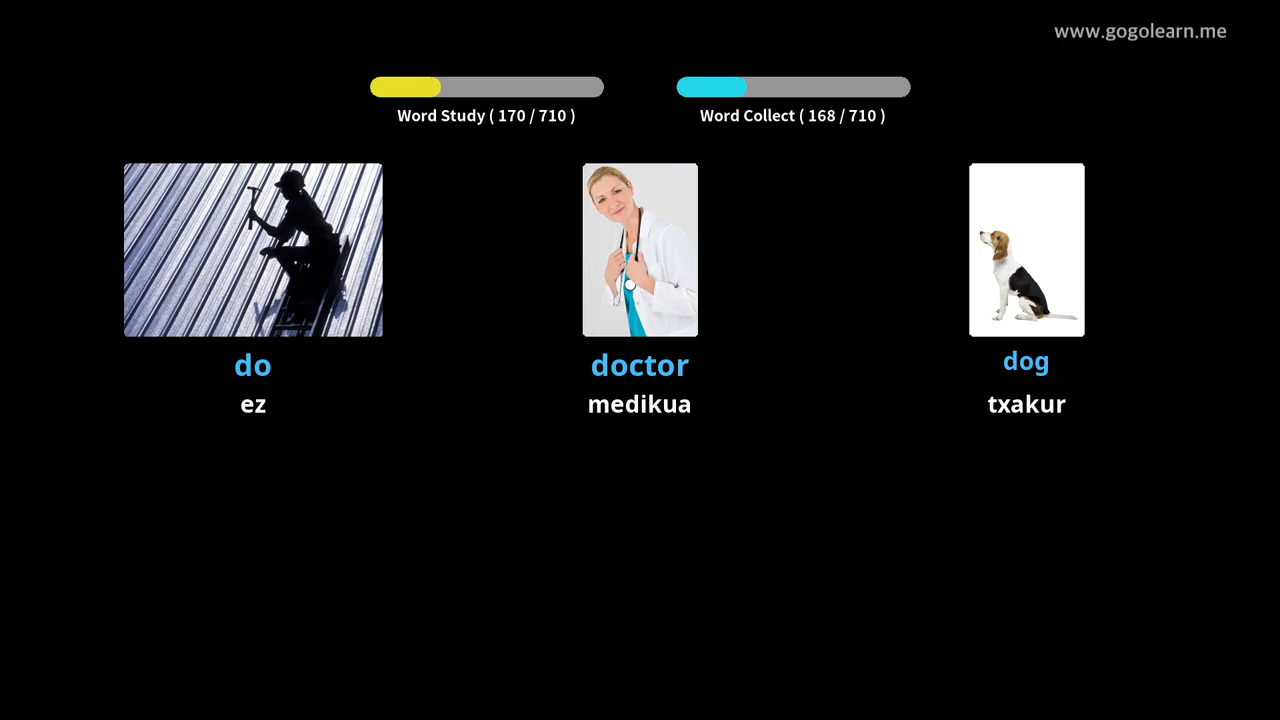 www.gogolearn.me
Word Study ( 170 / 710 )
Word Collect ( 168 / 710 )
do
doctor
dog
ez
medikua
txakur